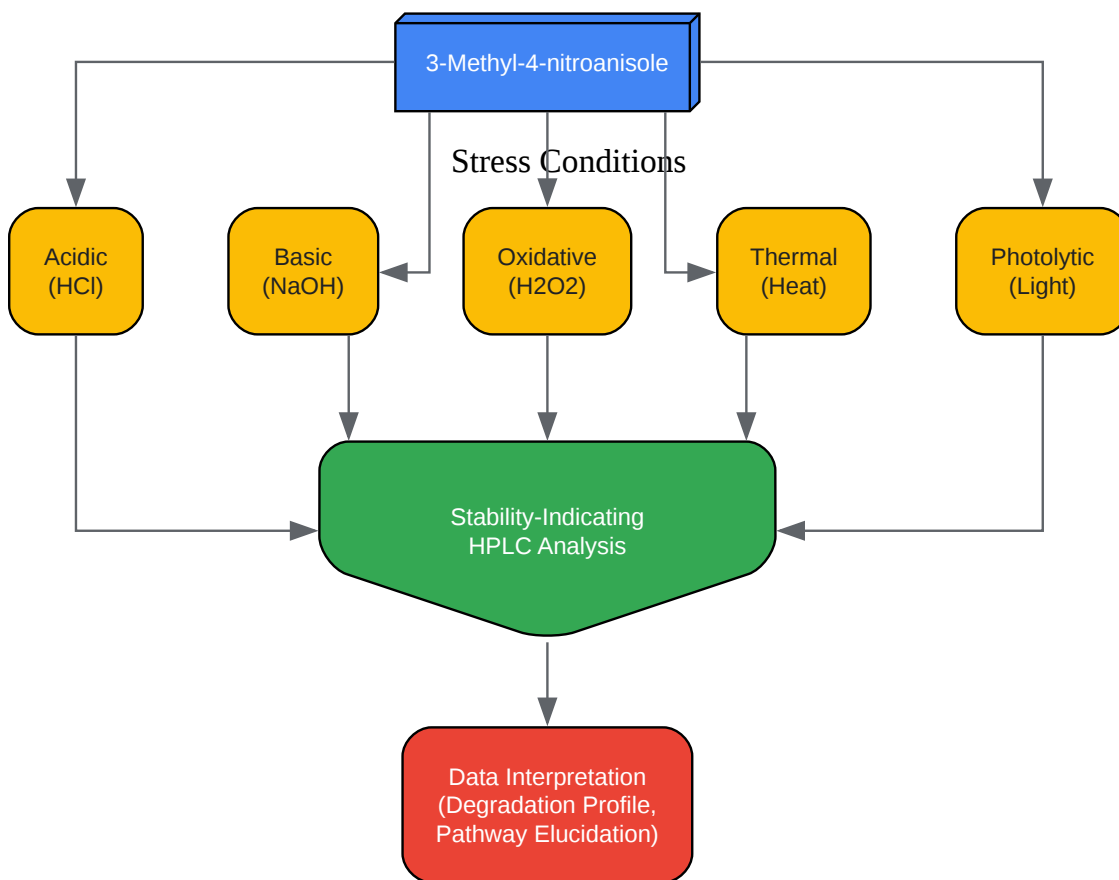 3-Methyl-4-nitroanisole
Stress Conditions
Acidic
(HCl)
Basic
(NaOH)
Oxidative
(H2O2)
Thermal
(Heat)
Photolytic
(Light)
Stability-Indicating
HPLC Analysis
Data Interpretation
(Degradation Profile,
Pathway Elucidation)